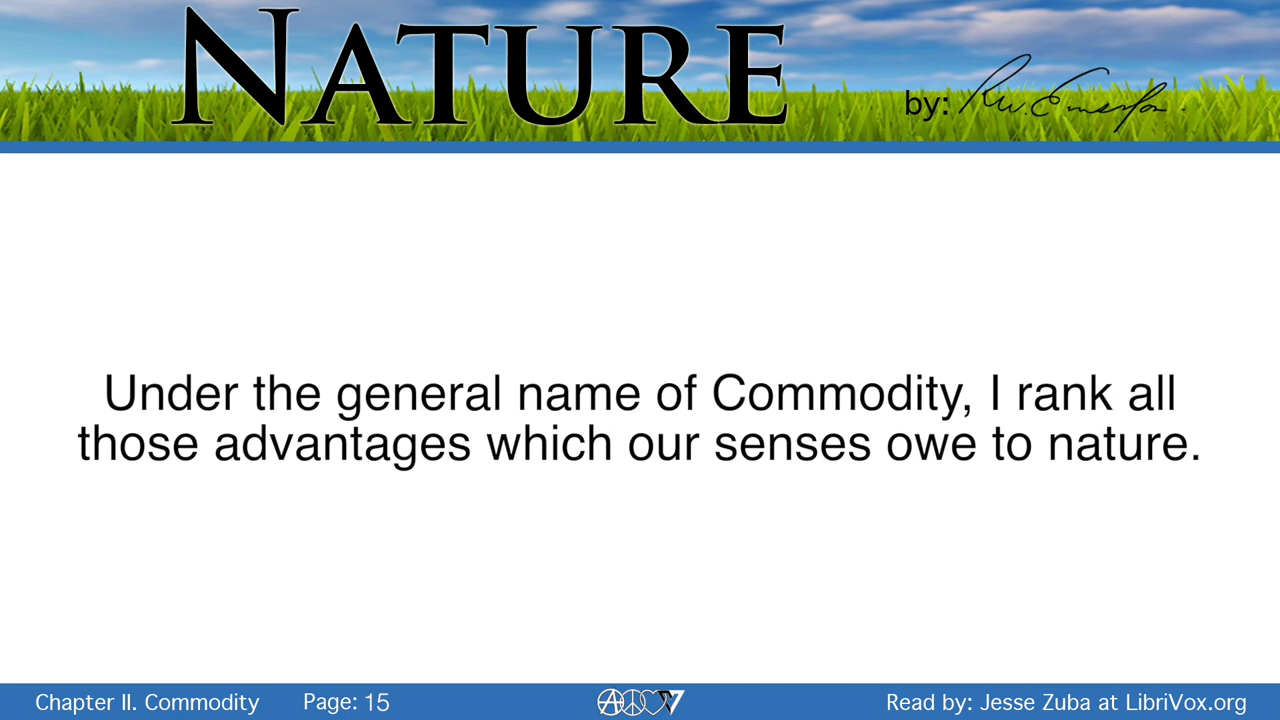 NATURE
by: R.W. Emerson.
Under the general name of Commodity, I rank all
those advantages which our senses owe to nature.
Chapter II. Commodity Page: 15 Read by: Jesse Zuba at LibriVox.org